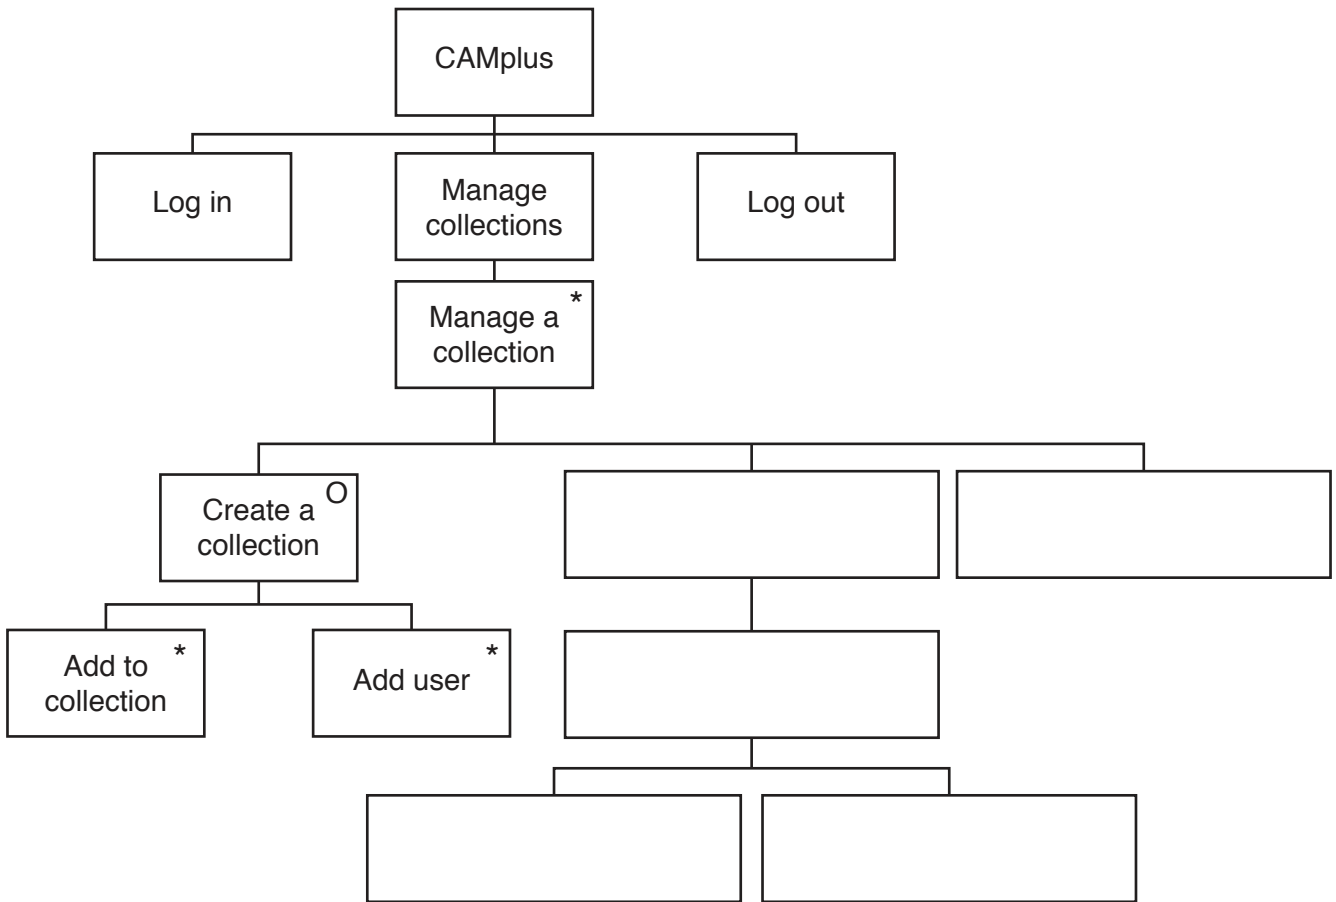 CAMplus
Log in
Manage
collections
Log out
Manage a *
collection
Create a O
collection
Add to *
collection
Add user *